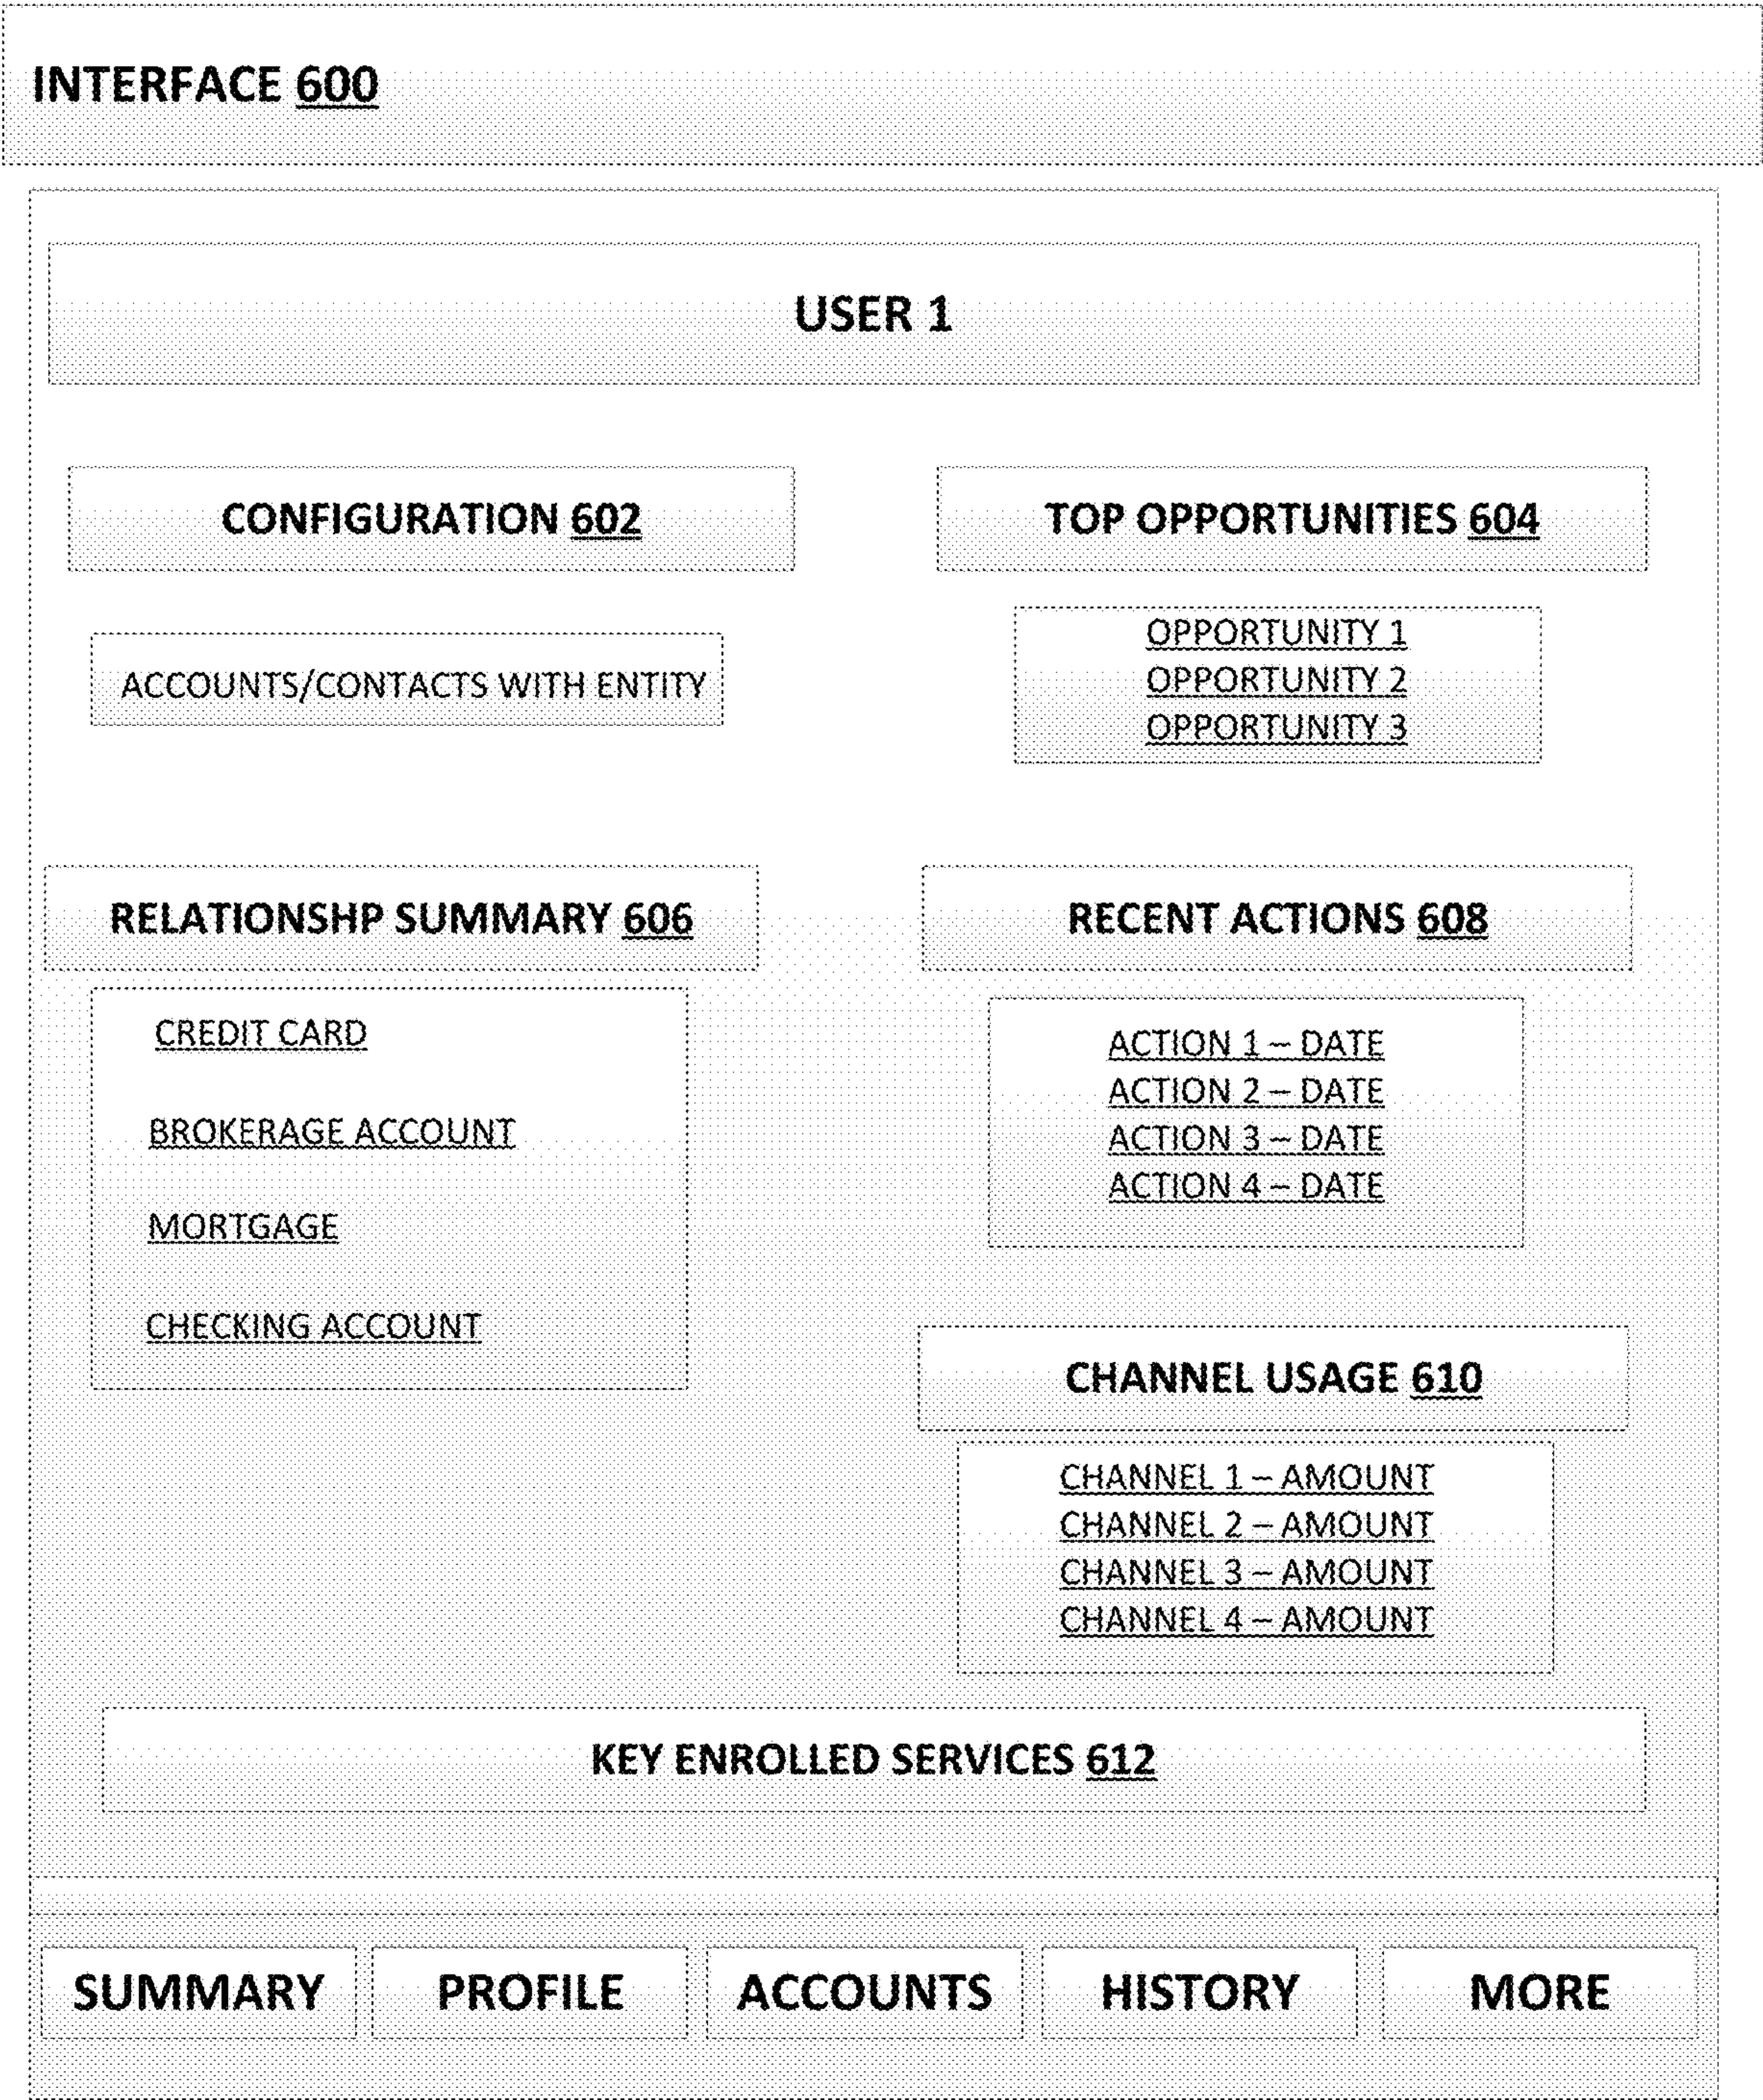 INTERFACE 600
USER 1
CONFIGURATION 602
ACCOUNTS/CONTACTS WITH ENTITY
TOP OPPORTUNITIES 604
OPPORTUNITY 1
OPPORTUNITY 2
OPPORTUNITY 3
RELATIONSHP SUMMARY 606
CREDIT CARD
BROKERAGE ACCOUNT
MORTGAGE
CHECKING ACCOUNT
RECENT ACTIONS 608
ACTION 1 – DATE
ACTION 2 – DATE
ACTION 3 – DATE
ACTION 4 – DATE
CHANNEL USAGE 610
CHANNEL 1 – AMOUNT
CHANNEL 2 – AMOUNT
CHANNEL 3 – AMOUNT
CHANNEL 4 – AMOUNT
KEY ENROLLED SERVICES 612
SUMMARY
PROFILE
ACCOUNTS
HISTORY
MORE